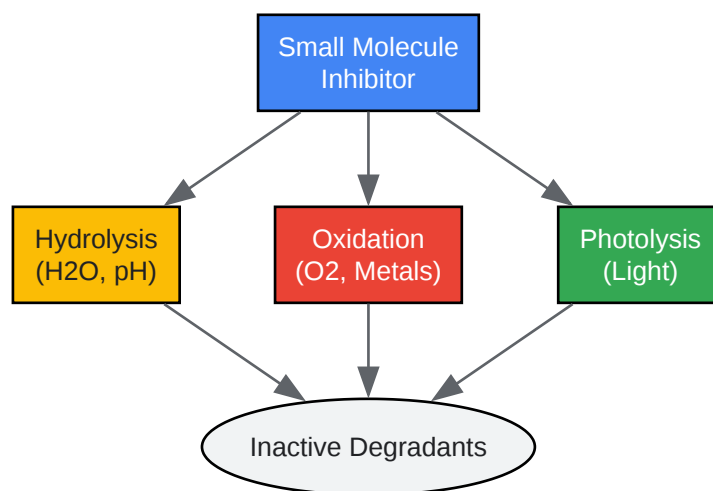 Small Molecule
Inhibitor
Hydrolysis
(H2O, pH)
Oxidation
(O2, Metals)
Photolysis
(Light)
Inactive Degradants